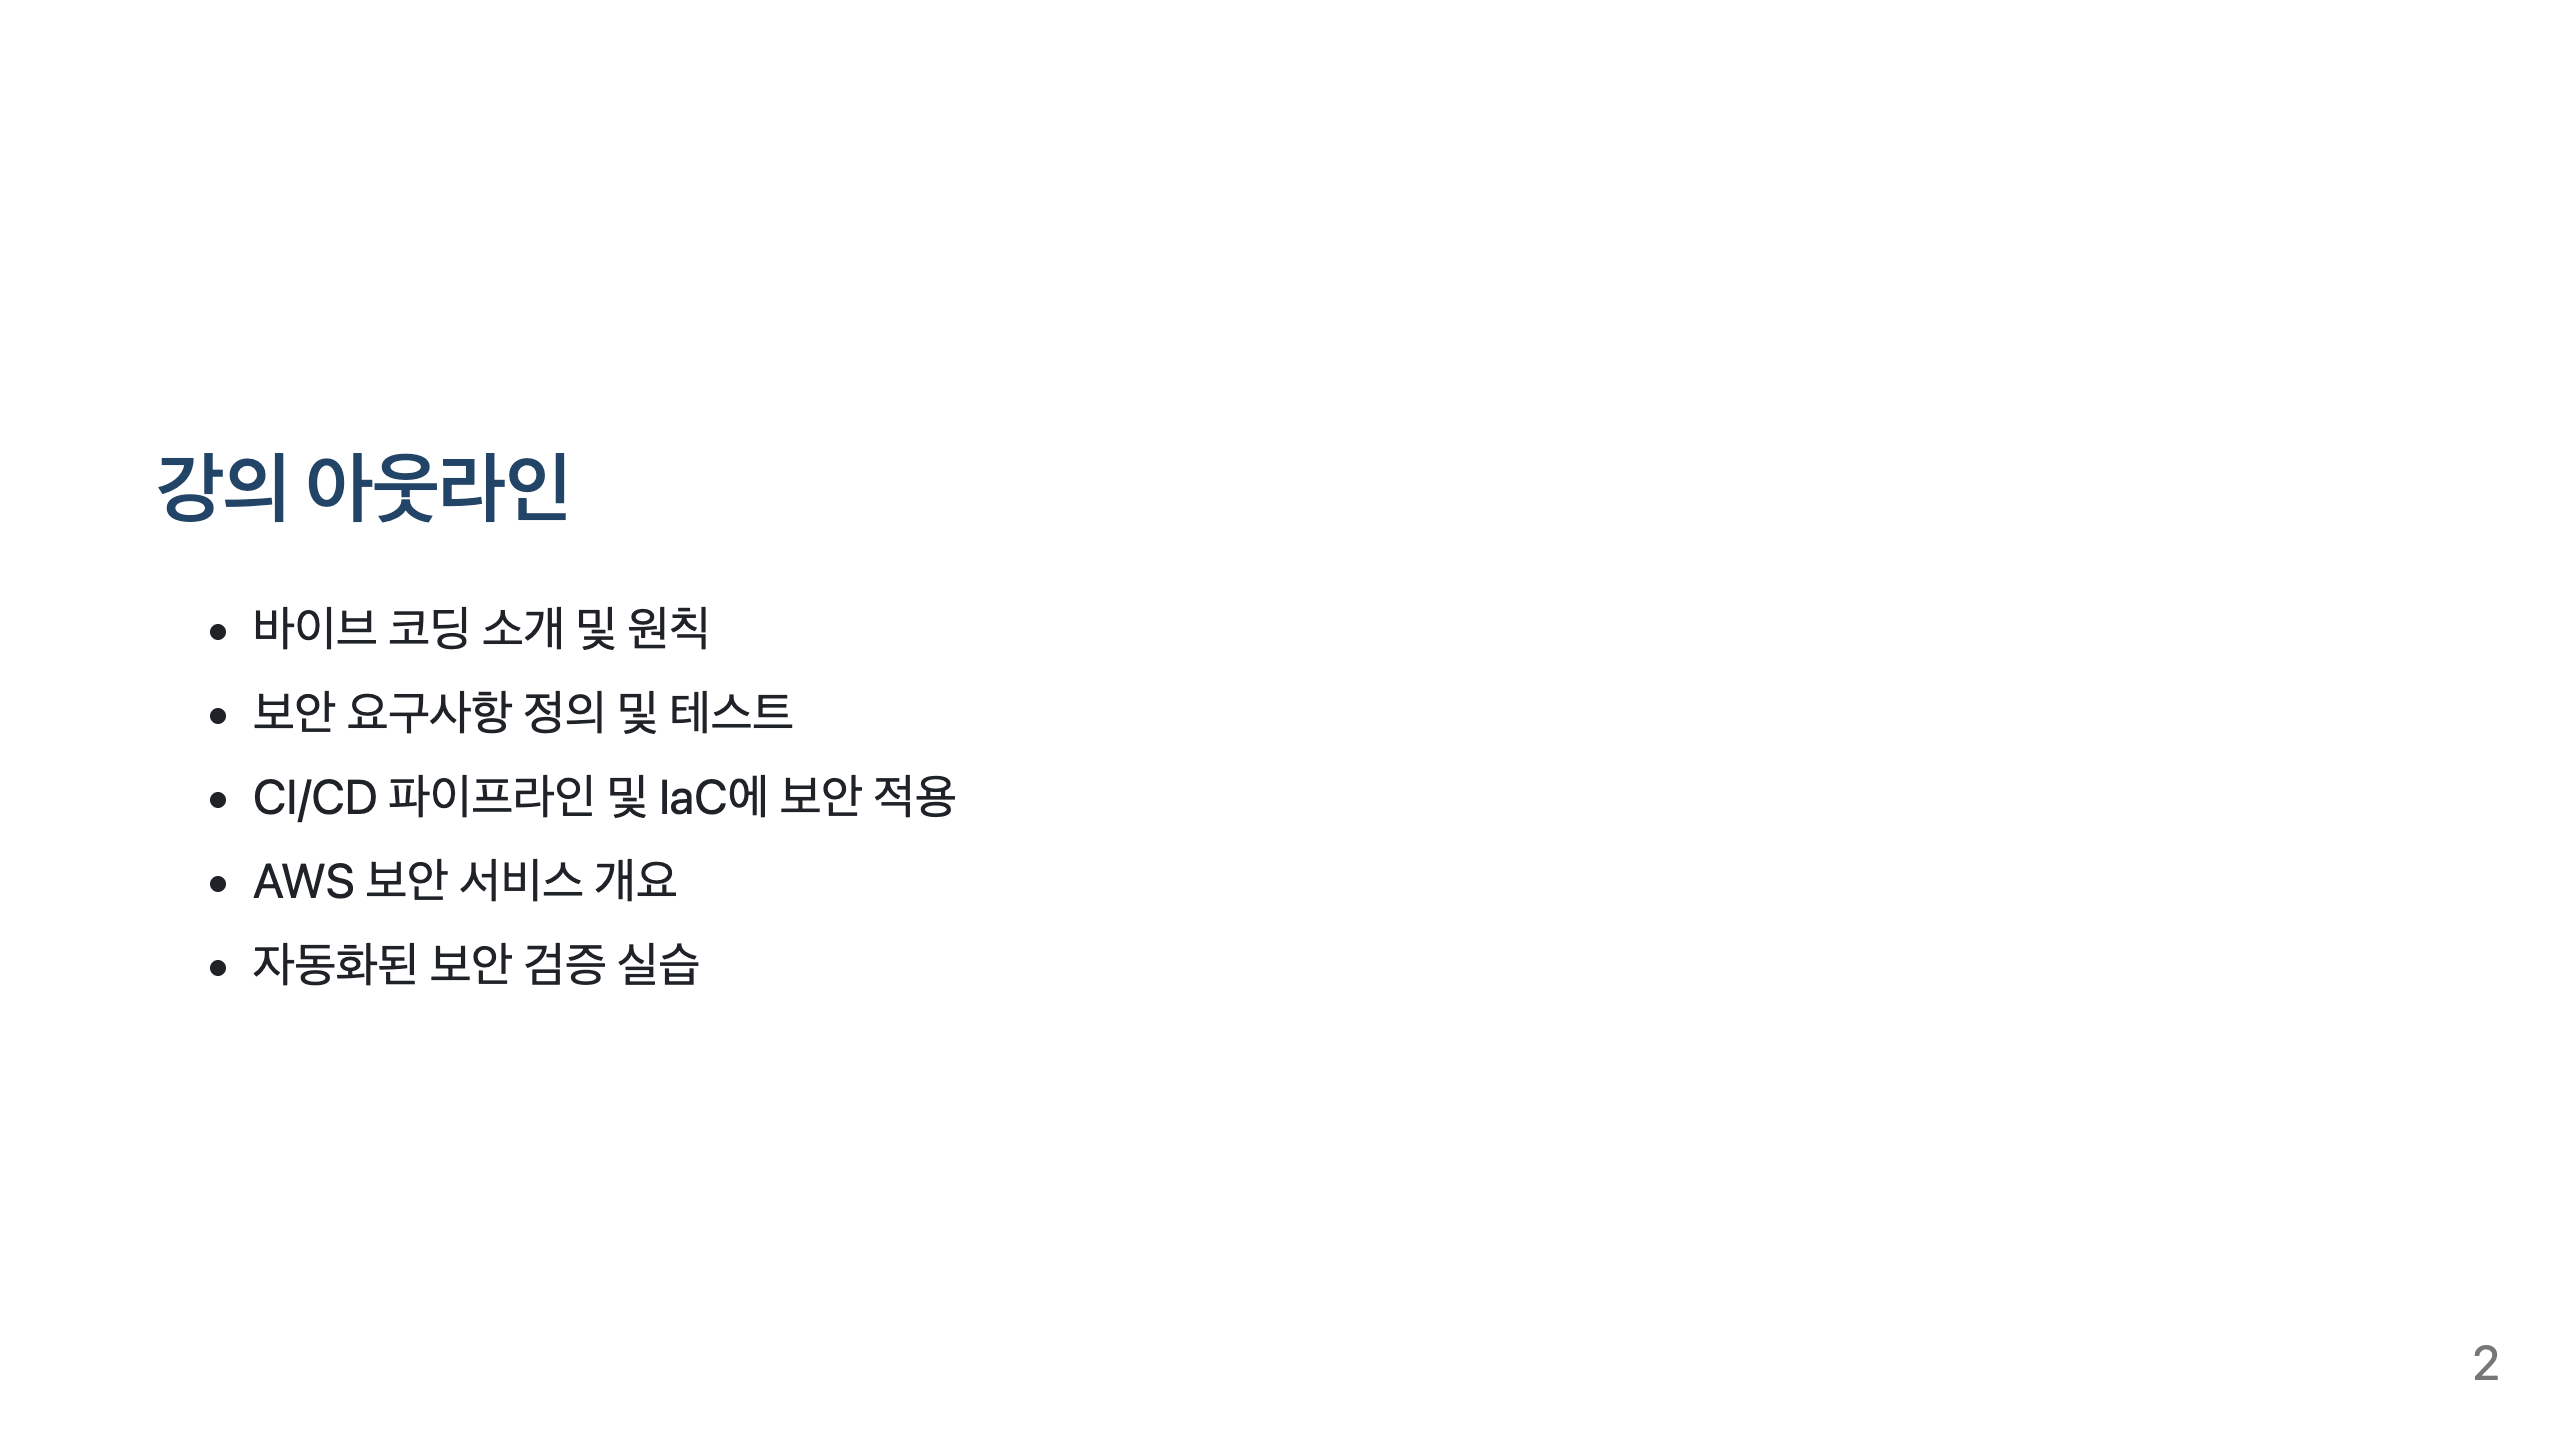 강의 아웃라인
• 바이브 코딩 소개 및 원칙
• 보안 요구사항 정의 및 테스트
• CI/CD 파이프라인 및 IaC에 보안 적용
• AWS 보안 서비스 개요
• 자동화된 보안 검증 실습
2